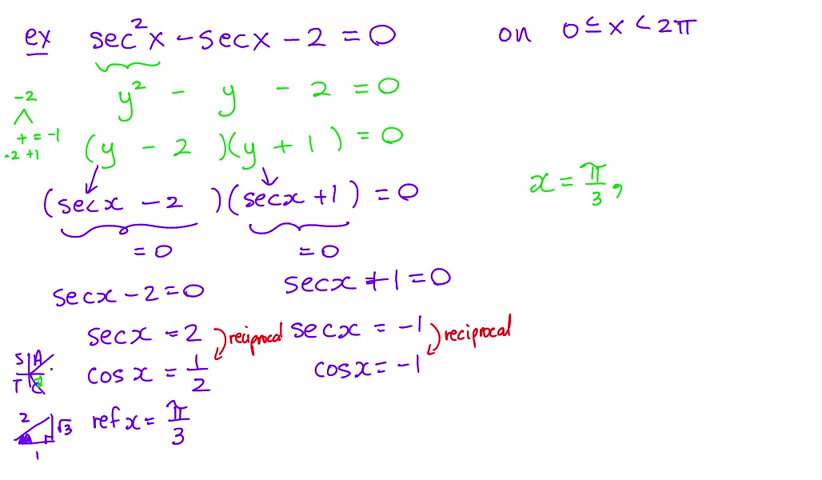 ex sec²x - secx - 2 = 0 on 0 ≤ x < 2π
-2 y² - y - 2 = 0
+ = -1
-2 +1 (y - 2)(y + 1) = 0
(secx - 2)(secx + 1) = 0 x = π/3,
= 0 = 0
secx - 2 = 0 secx + 1 = 0
secx = 2 reciprocal secx = -1 reciprocal
S A T C cosx = 1/2 cosx = -1
2 √3 1 ref x = π/3